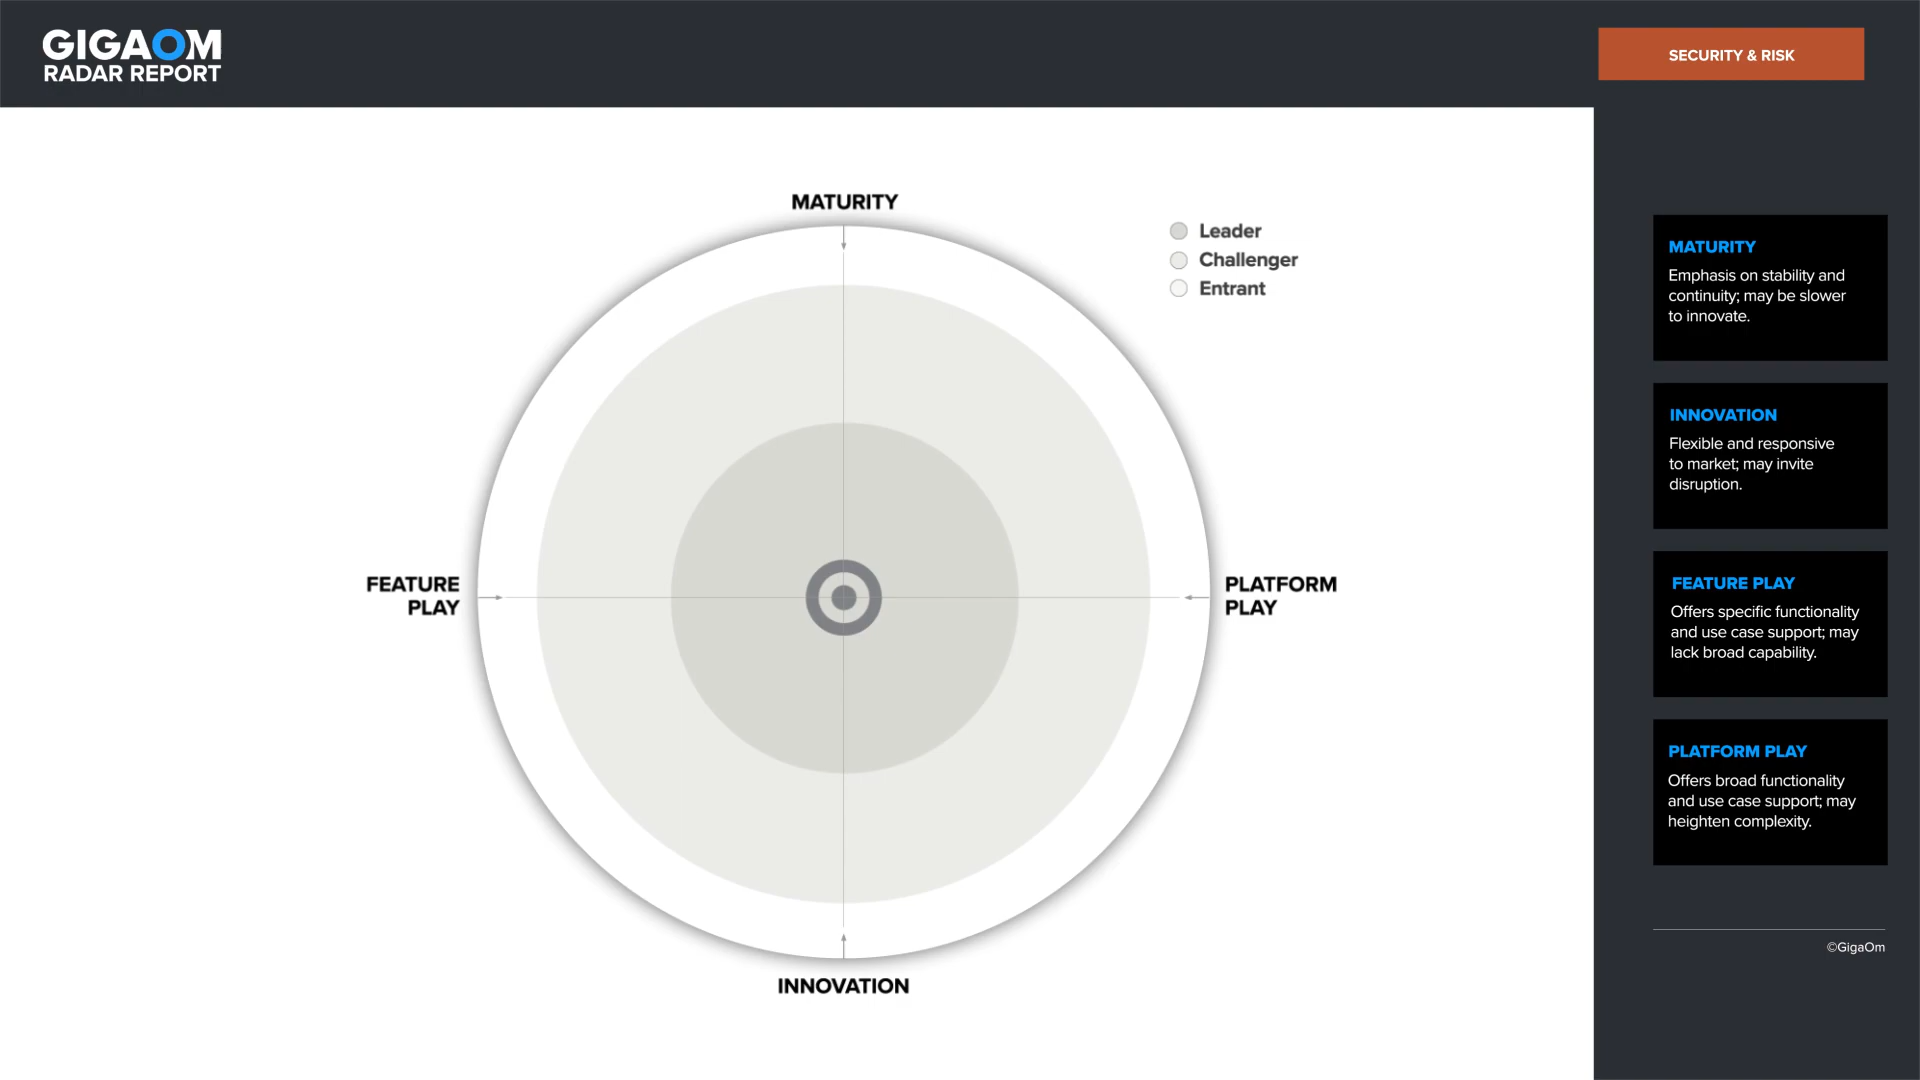 GIGAOM
RADAR REPORT
SECURITY & RISK
MATURITY
Leader
Challenger
Entrant
FEATURE
PLAY
PLATFORM
PLAY
INNOVATION
MATURITY
Emphasis on stability and
continuity; may be slower
to innovate.
INNOVATION
Flexible and responsive
to market; may invite
disruption.
FEATURE PLAY
Offers specific functionality
and use case support; may
lack broad capability.
PLATFORM PLAY
Offers broad functionality
and use case support; may
heighten complexity.
©GigaOm